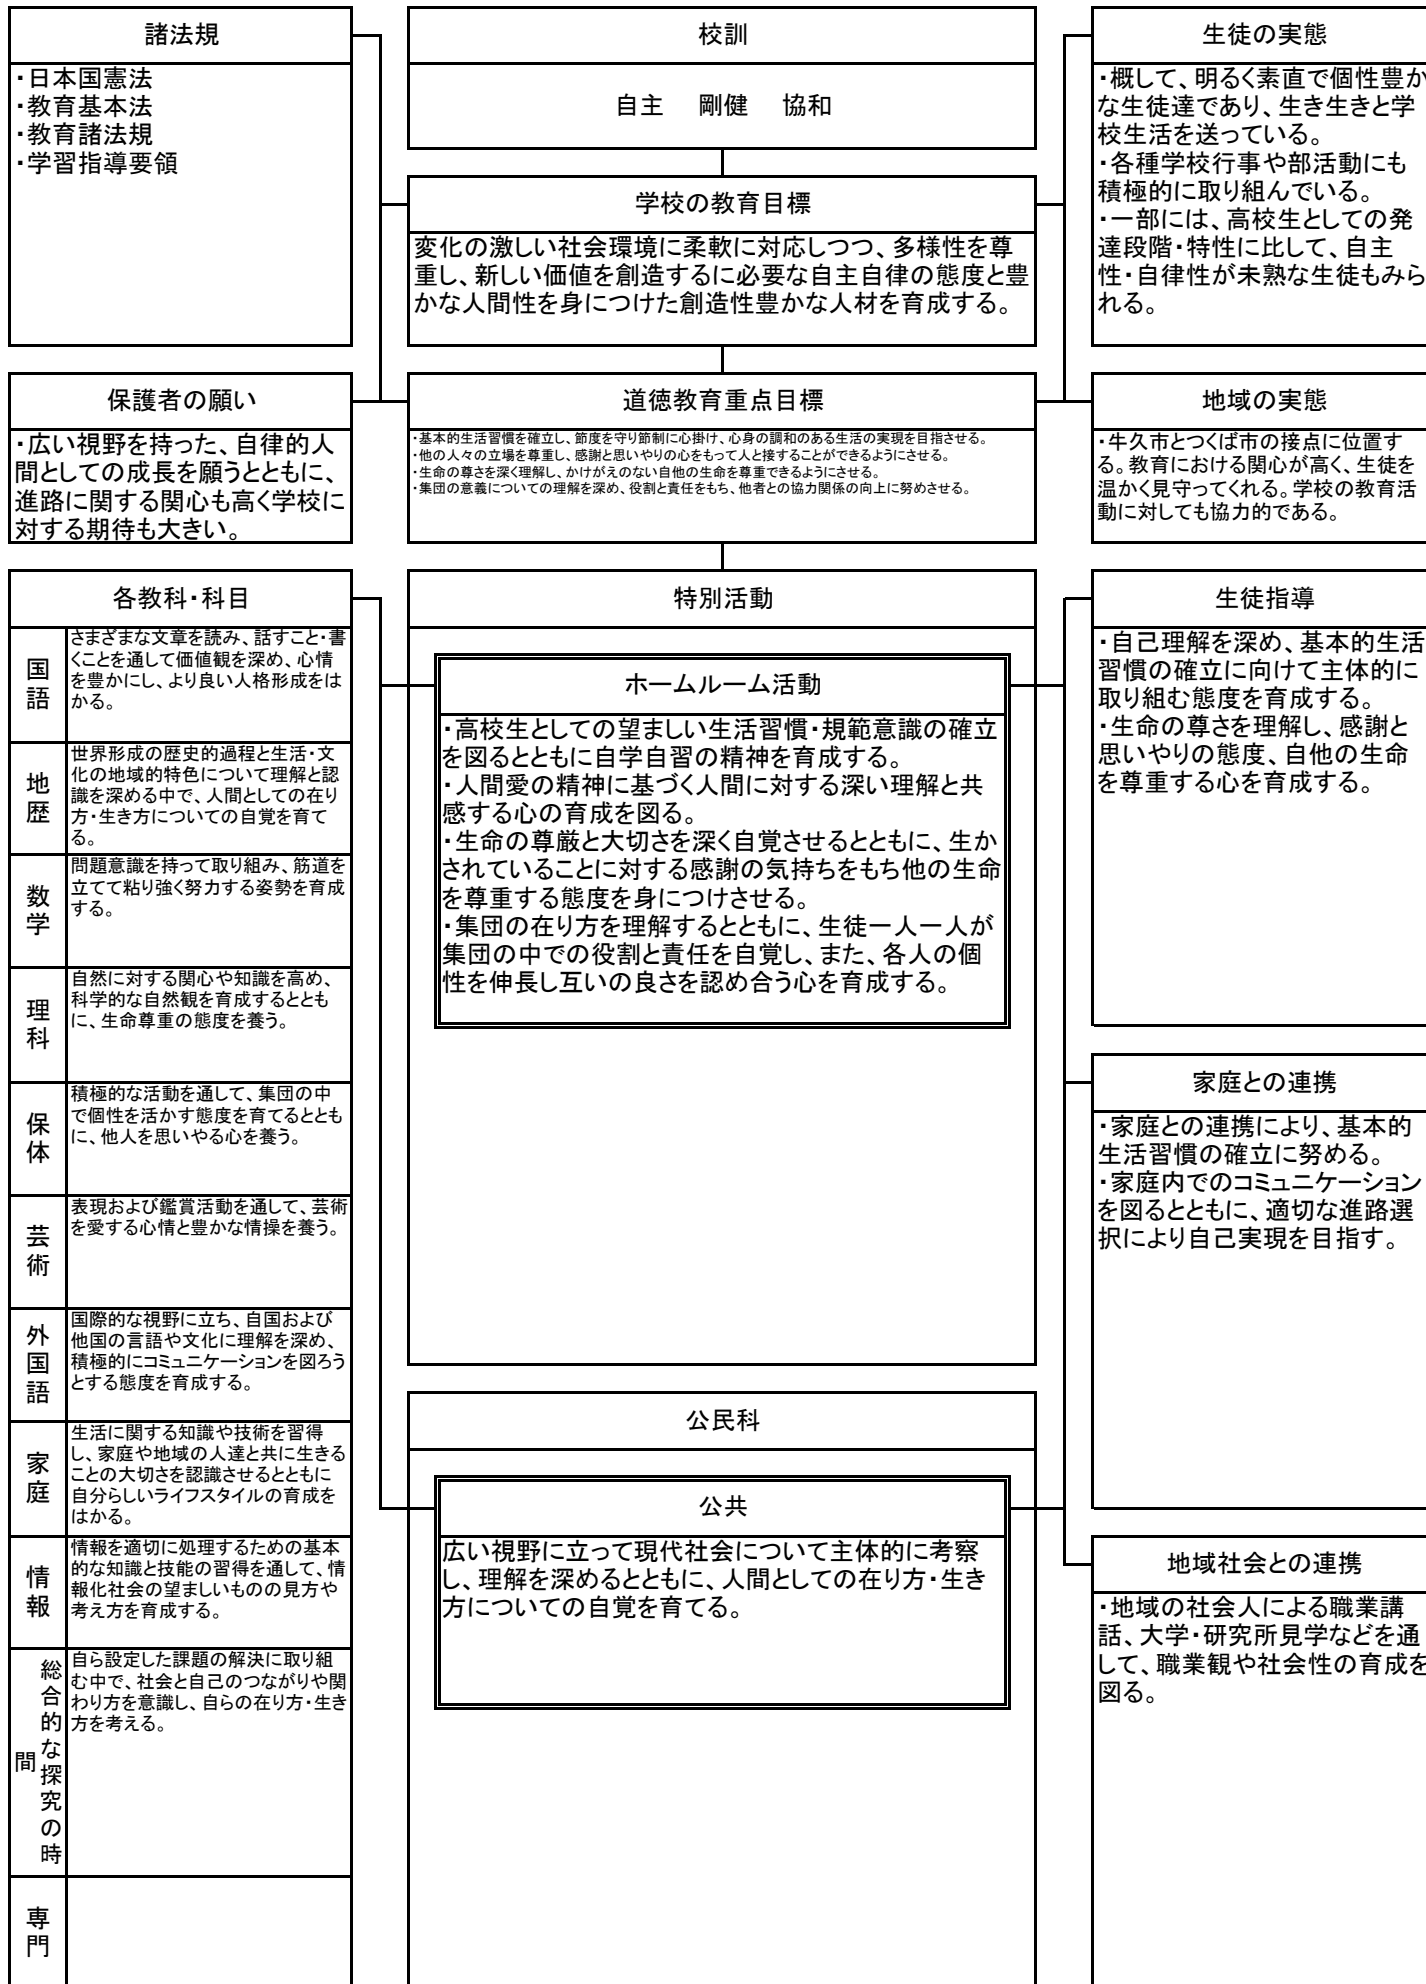 諸法規
・日本国憲法
・教育基本法
・教育諸法規
・学習指導要領
校訓
自主　剛健　協和
生徒の実態
・概して、明るく素直で個性豊か
な生徒達であり、生き生きと学
校生活を送っている。
・各種学校行事や部活動にも
積極的に取り組んでいる。
・一部には、高校生としての発
達段階・特性に比して、自主
性・自律性が未熟な生徒もみら
れる。
学校の教育目標
変化の激しい社会環境に柔軟に対応しつつ、多様性を尊
重し、新しい価値を創造するに必要な自主自律の態度と豊
かな人間性を身につけた創造性豊かな人材を育成する。
保護者の願い
・広い視野を持った、自律的人
間としての成長を願うとともに、
進路に関する関心も高く学校に
対する期待も大きい。
道徳教育重点目標
・基本的生活習慣を確立し、節度を守り節制に心掛け、心身の調和のある生活の実現を目指させる。
・他の人々の立場を尊重し、感謝と思いやりの心をもって人と接することができるようにさせる。
・生命の尊さを深く理解し、かけがえのない自他の生命を尊重できるようにさせる。
・集団の意義についての理解を深め、役割と責任をもち、他者との協力関係の向上に努めさせる。
地域の実態
・牛久市とつくば市の接点に位置す
る。教育における関心が高く、生徒を
温かく見守ってくれる。学校の教育活
動に対しても協力的である。
各教科・科目
国語
さまざまな文章を読み、話すこと・書
くことを通して価値観を深め、心情
を豊かにし、より良い人格形成をは
かる。
地歴
世界形成の歴史的過程と生活・文
化の地域的特色について理解と認
識を深める中で、人間としての在り
方・生き方についての自覚を育て
る。
数学
問題意識を持って取り組み、筋道を
立てて粘り強く努力する姿勢を育成
する。
理科
自然に対する関心や知識を高め、
科学的な自然観を育成するととも
に、生命尊重の態度を養う。
保体
積極的な活動を通して、集団の中
で個性を活かす態度を育てるととも
に、他人を思いやる心を養う。
芸術
表現および鑑賞活動を通して、芸術
を愛する心情と豊かな情操を養う。
外国語
国際的な視野に立ち、自国および
他国の言語や文化に理解を深め、
積極的にコミュニケーションを図ろう
とする態度を育成する。
家庭
生活に関する知識や技術を習得
し、家庭や地域の人達と共に生きる
ことの大切さを認識させるとともに
自分らしいライフスタイルの育成を
はかる。
情報
情報を適切に処理するための基本
的な知識と技能の習得を通して、情
報化社会の望ましいものの見方や
考え方を育成する。
総合的な探究の時
間
自ら設定した課題の解決に取り組
む中で、社会と自己のつながりや関
わり方を意識し、自らの在り方・生き
方を考える。
専門
特別活動
ホームルーム活動
・高校生としての望ましい生活習慣・規範意識の確立
を図るとともに自学自習の精神を育成する。
・人間愛の精神に基づく人間に対する深い理解と共
感する心の育成を図る。
・生命の尊厳と大切さを深く自覚させるとともに、生か
されていることに対する感謝の気持ちをもち他の生命
を尊重する態度を身につけさせる。
・集団の在り方を理解するとともに、生徒一人一人が
集団の中での役割と責任を自覚し、また、各人の個
性を伸長し互いの良さを認め合う心を育成する。
公民科
公共
広い視野に立って現代社会について主体的に考察
し、理解を深めるとともに、人間としての在り方・生き
方についての自覚を育てる。
生徒指導
・自己理解を深め、基本的生活
習慣の確立に向けて主体的に
取り組む態度を育成する。
・生命の尊さを理解し、感謝と
思いやりの態度、自他の生命
を尊重する心を育成する。
家庭との連携
・家庭との連携により、基本的
生活習慣の確立に努める。
・家庭内でのコミュニケーション
を図るとともに、適切な進路選
択により自己実現を目指す。
地域社会との連携
・地域の社会人による職業講
話、大学・研究所見学などを通
して、職業観や社会性の育成を
図る。